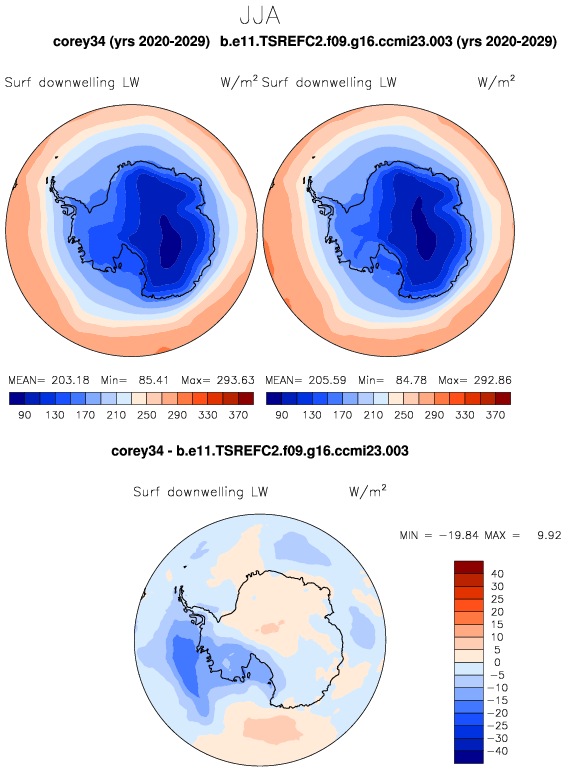 JJA
corey34 (yrs 2020-2029) b.e11.TSREFC2.f09.g16.ccmi23.003 (yrs 2020-2029)
Surf downwelling LW W/m² Surf downwelling LW W/m²
MEAN= 203.18 Min= 85.41 Max= 293.63 MEAN= 205.59 Min= 84.78 Max= 292.86
90 130 170 210 250 290 330 370 90 130 170 210 250 290 330 370
corey34 - b.e11.TSREFC2.f09.g16.ccmi23.003
Surf downwelling LW W/m²
MIN = −19.84 MAX = 9.92
40
30
25
20
15
10
5
0
−5
−10
−15
−20
−25
−30
−40